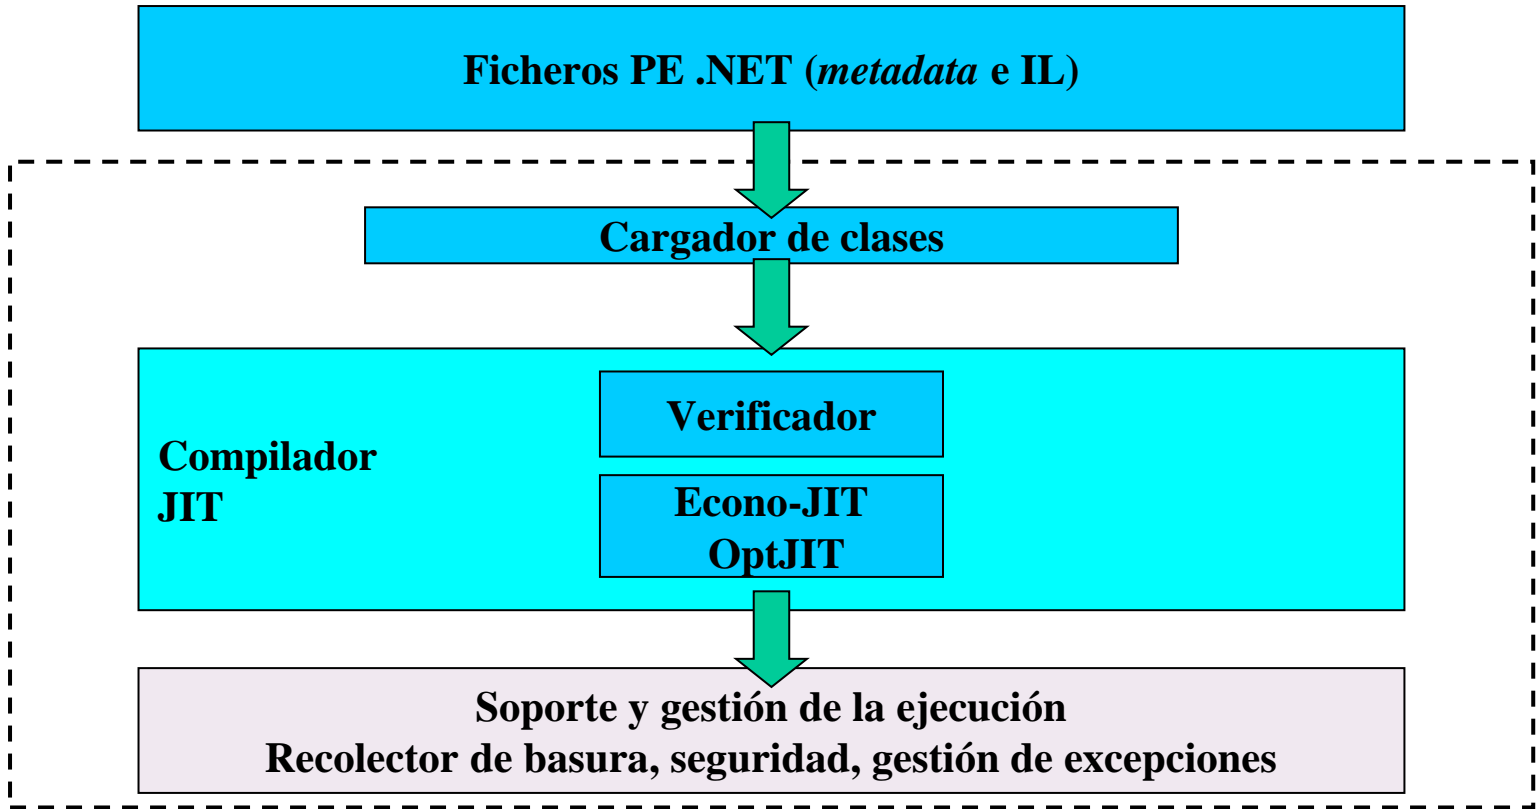 Ficheros PE .NET (metadata e IL)
Cargador de clases
Compilador
JIT
Verificador
Econo-JIT
OptJIT
Soporte y gestión de la ejecución
Recolector de basura, seguridad, gestión de excepciones